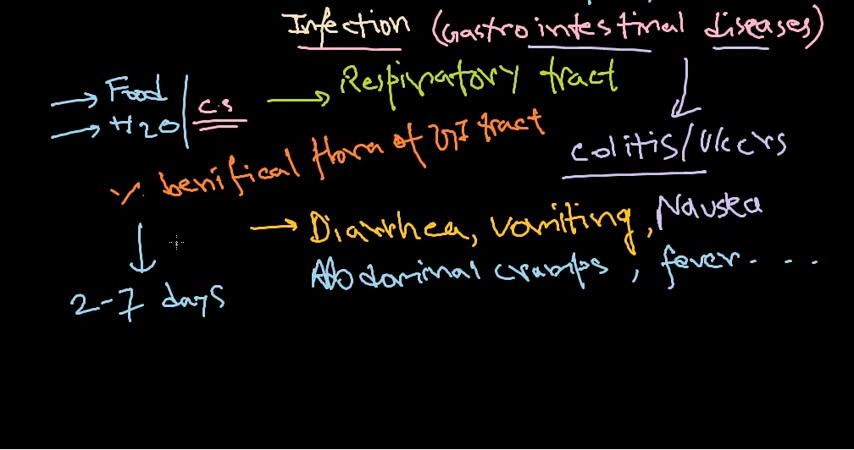 Infection (Gastrointestinal diseases)
→ Food
→ H2O
C.S → Respiratory tract
colitis/Ulcers
benifical flora of GI tract
→ Diarrhea, vomiting, Nausea
Abdominal cramps, fever....
2-7 days